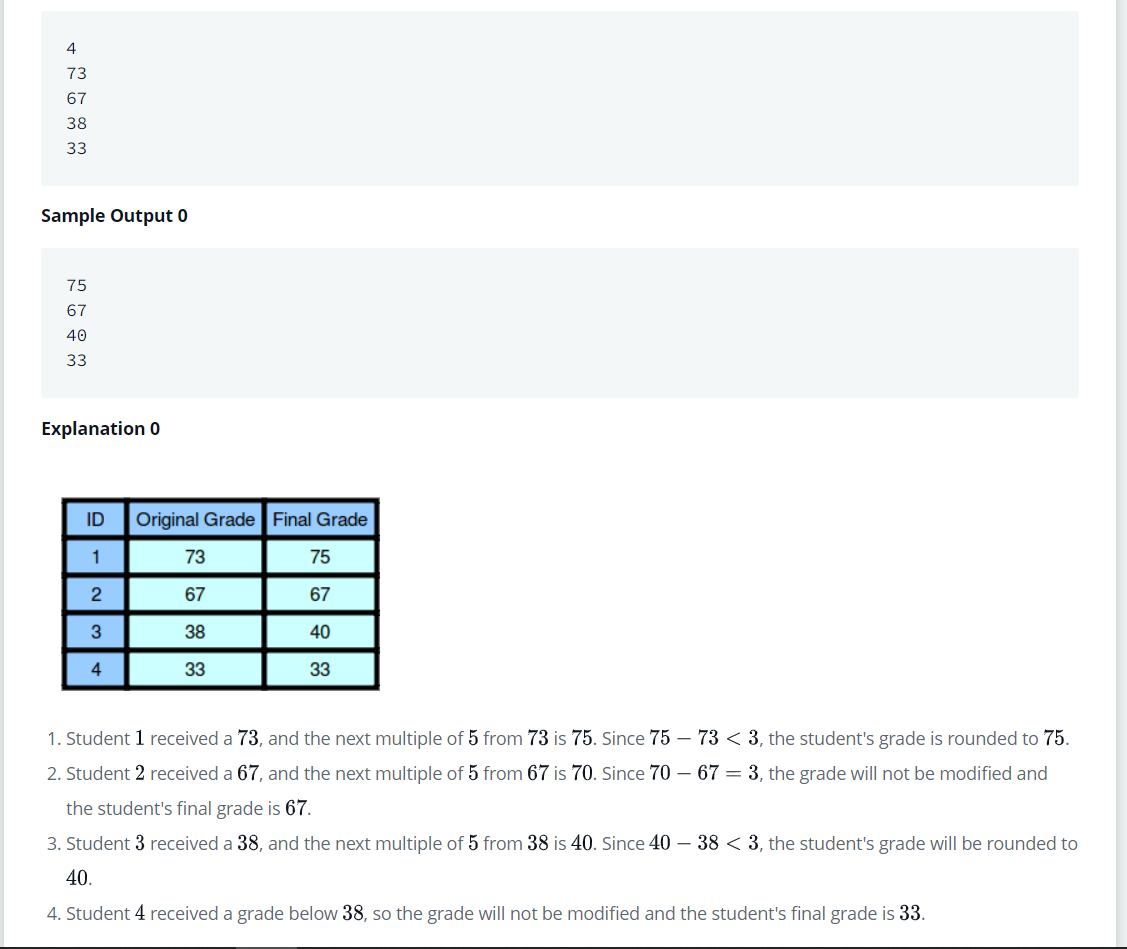 4
73
67
38
33
Sample Output 0
75
67
40
33
Explanation 0
ID Original Grade Final Grade
1 73 75
2 67 67
3 38 40
4 33 33
1. Student 1 received a 73, and the next multiple of 5 from 73 is 75. Since 75 − 73 < 3, the student's grade is rounded to 75.
2. Student 2 received a 67, and the next multiple of 5 from 67 is 70. Since 70 − 67 = 3, the grade will not be modified and
the student's final grade is 67.
3. Student 3 received a 38, and the next multiple of 5 from 38 is 40. Since 40 − 38 < 3, the student's grade will be rounded to
40.
4. Student 4 received a grade below 38, so the grade will not be modified and the student's final grade is 33.